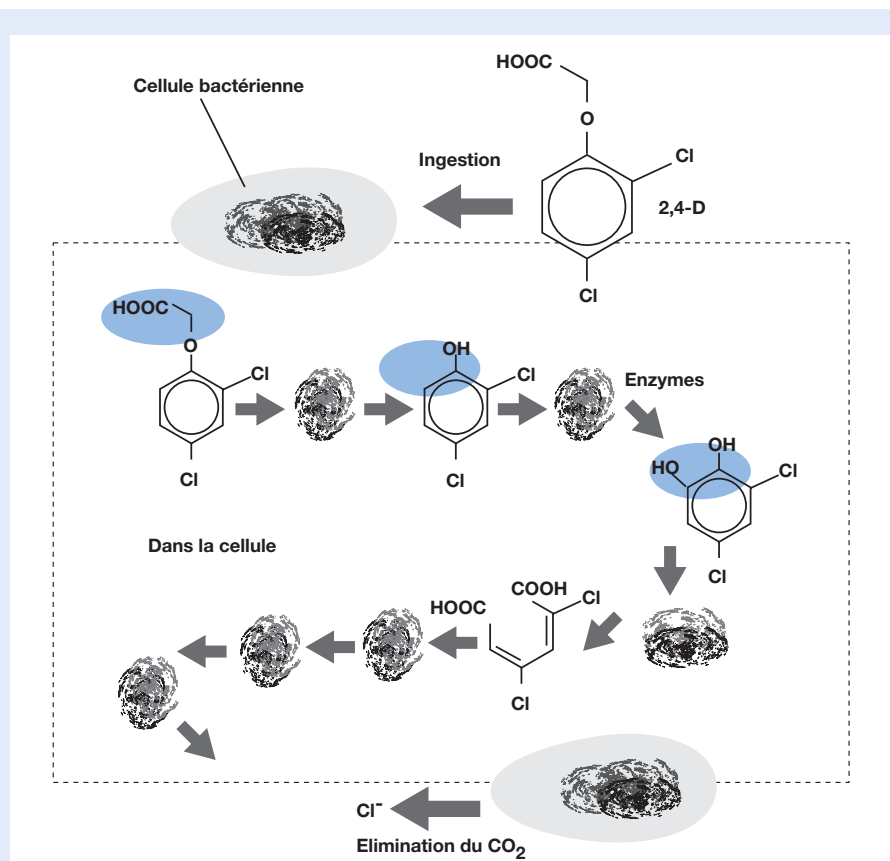 HOOC
Cellule bactérienne
O
Cl
Ingestion
2,4-D
Cl
HOOC
O
Cl
Cl
OH
Cl
Cl
Enzymes
OH
HO
Cl
Cl
Dans la cellule
COOH
HOOC
Cl
Cl
Cl⁻
Elimination du CO₂